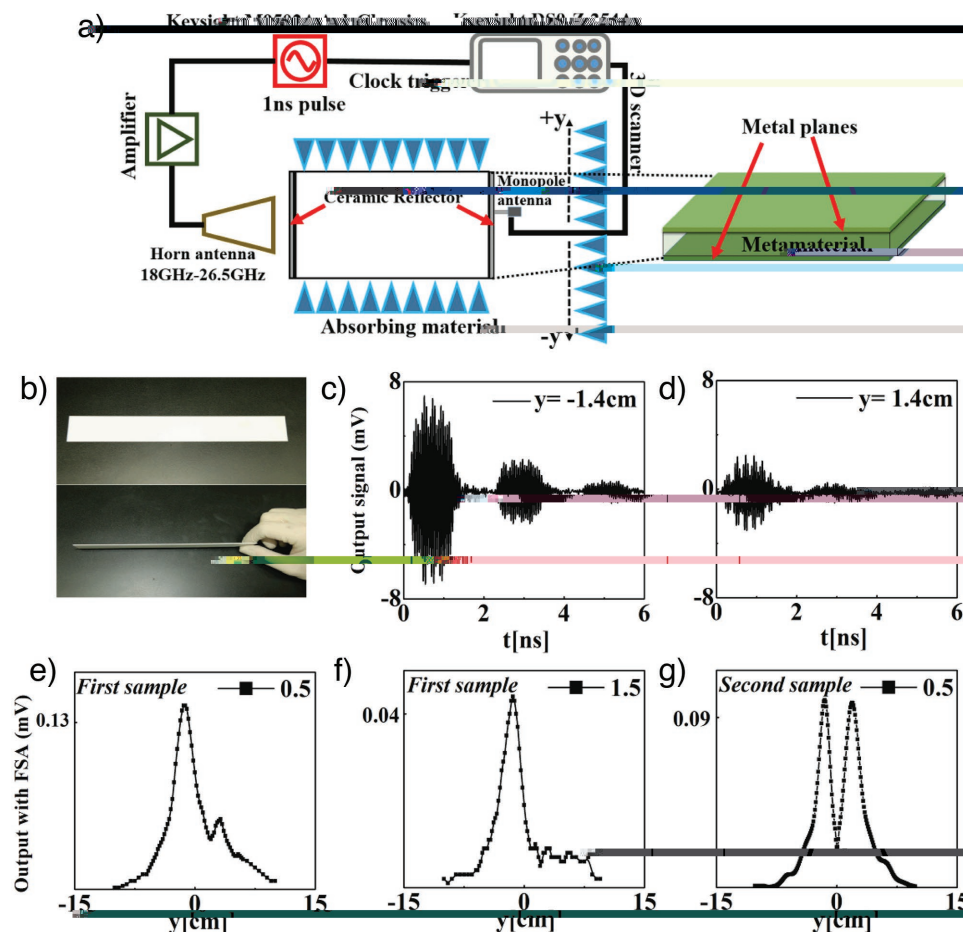 a)
Clock trigger
1ns pulse
Amplifier
3D scanner
+y
Metal planes
Monopole
antenna
Ceramic Reflector
Horn antenna
18GHz-26.5GHz
Metamaterial
Absorbing material
-y
b)
c)
y= -1.4cm
d)
y= 1.4cm
Output signal (mV)
8
0
-8
0 2 4 6
t[ns]
8
0
-8
0 2 4 6
t[ns]
e)
First sample
0.5
f)
First sample
1.5
g)
Second sample
0.5
Output with FSA (mV)
0.13
0.04
0.09
-15 0 15
y[cm]
-15 0 15
y[cm]
-15 0 15
y[cm]